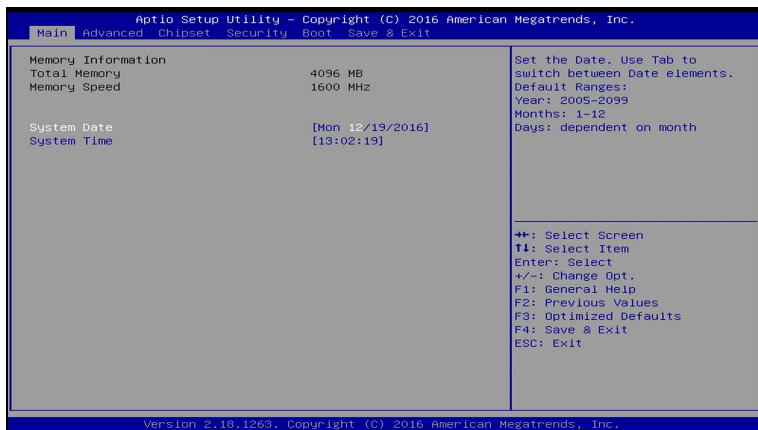 Aptio Setup Utility – Copyright (C) 2016 American Megatrends, Inc.
Main Advanced Chipset Security Boot Save & Exit
Memory Information
Total Memory 4096 MB
Memory Speed 1600 MHz
System Date [Mon 12/19/2016]
System Time [13:02:19]
Set the Date. Use Tab to
switch between Date elements.
Default Ranges:
Year: 2005-2099
Months: 1-12
Days: dependent on month
→←: Select Screen
↑↓: Select Item
Enter: Select
+/-: Change Opt.
F1: General Help
F2: Previous Values
F3: Optimized Defaults
F4: Save & Exit
ESC: Exit
Version 2.18.1263. Copyright (C) 2016 American Megatrends, Inc.